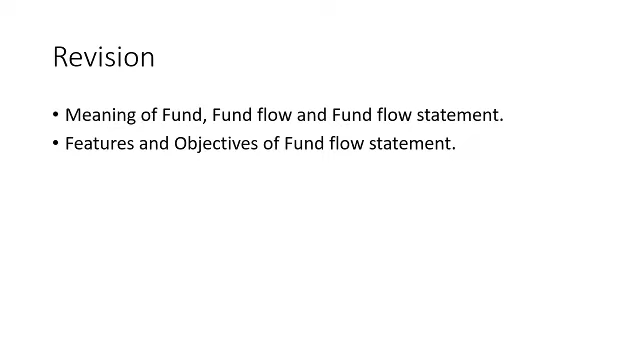 Revision
• Meaning of Fund, Fund flow and Fund flow statement.
• Features and Objectives of Fund flow statement.